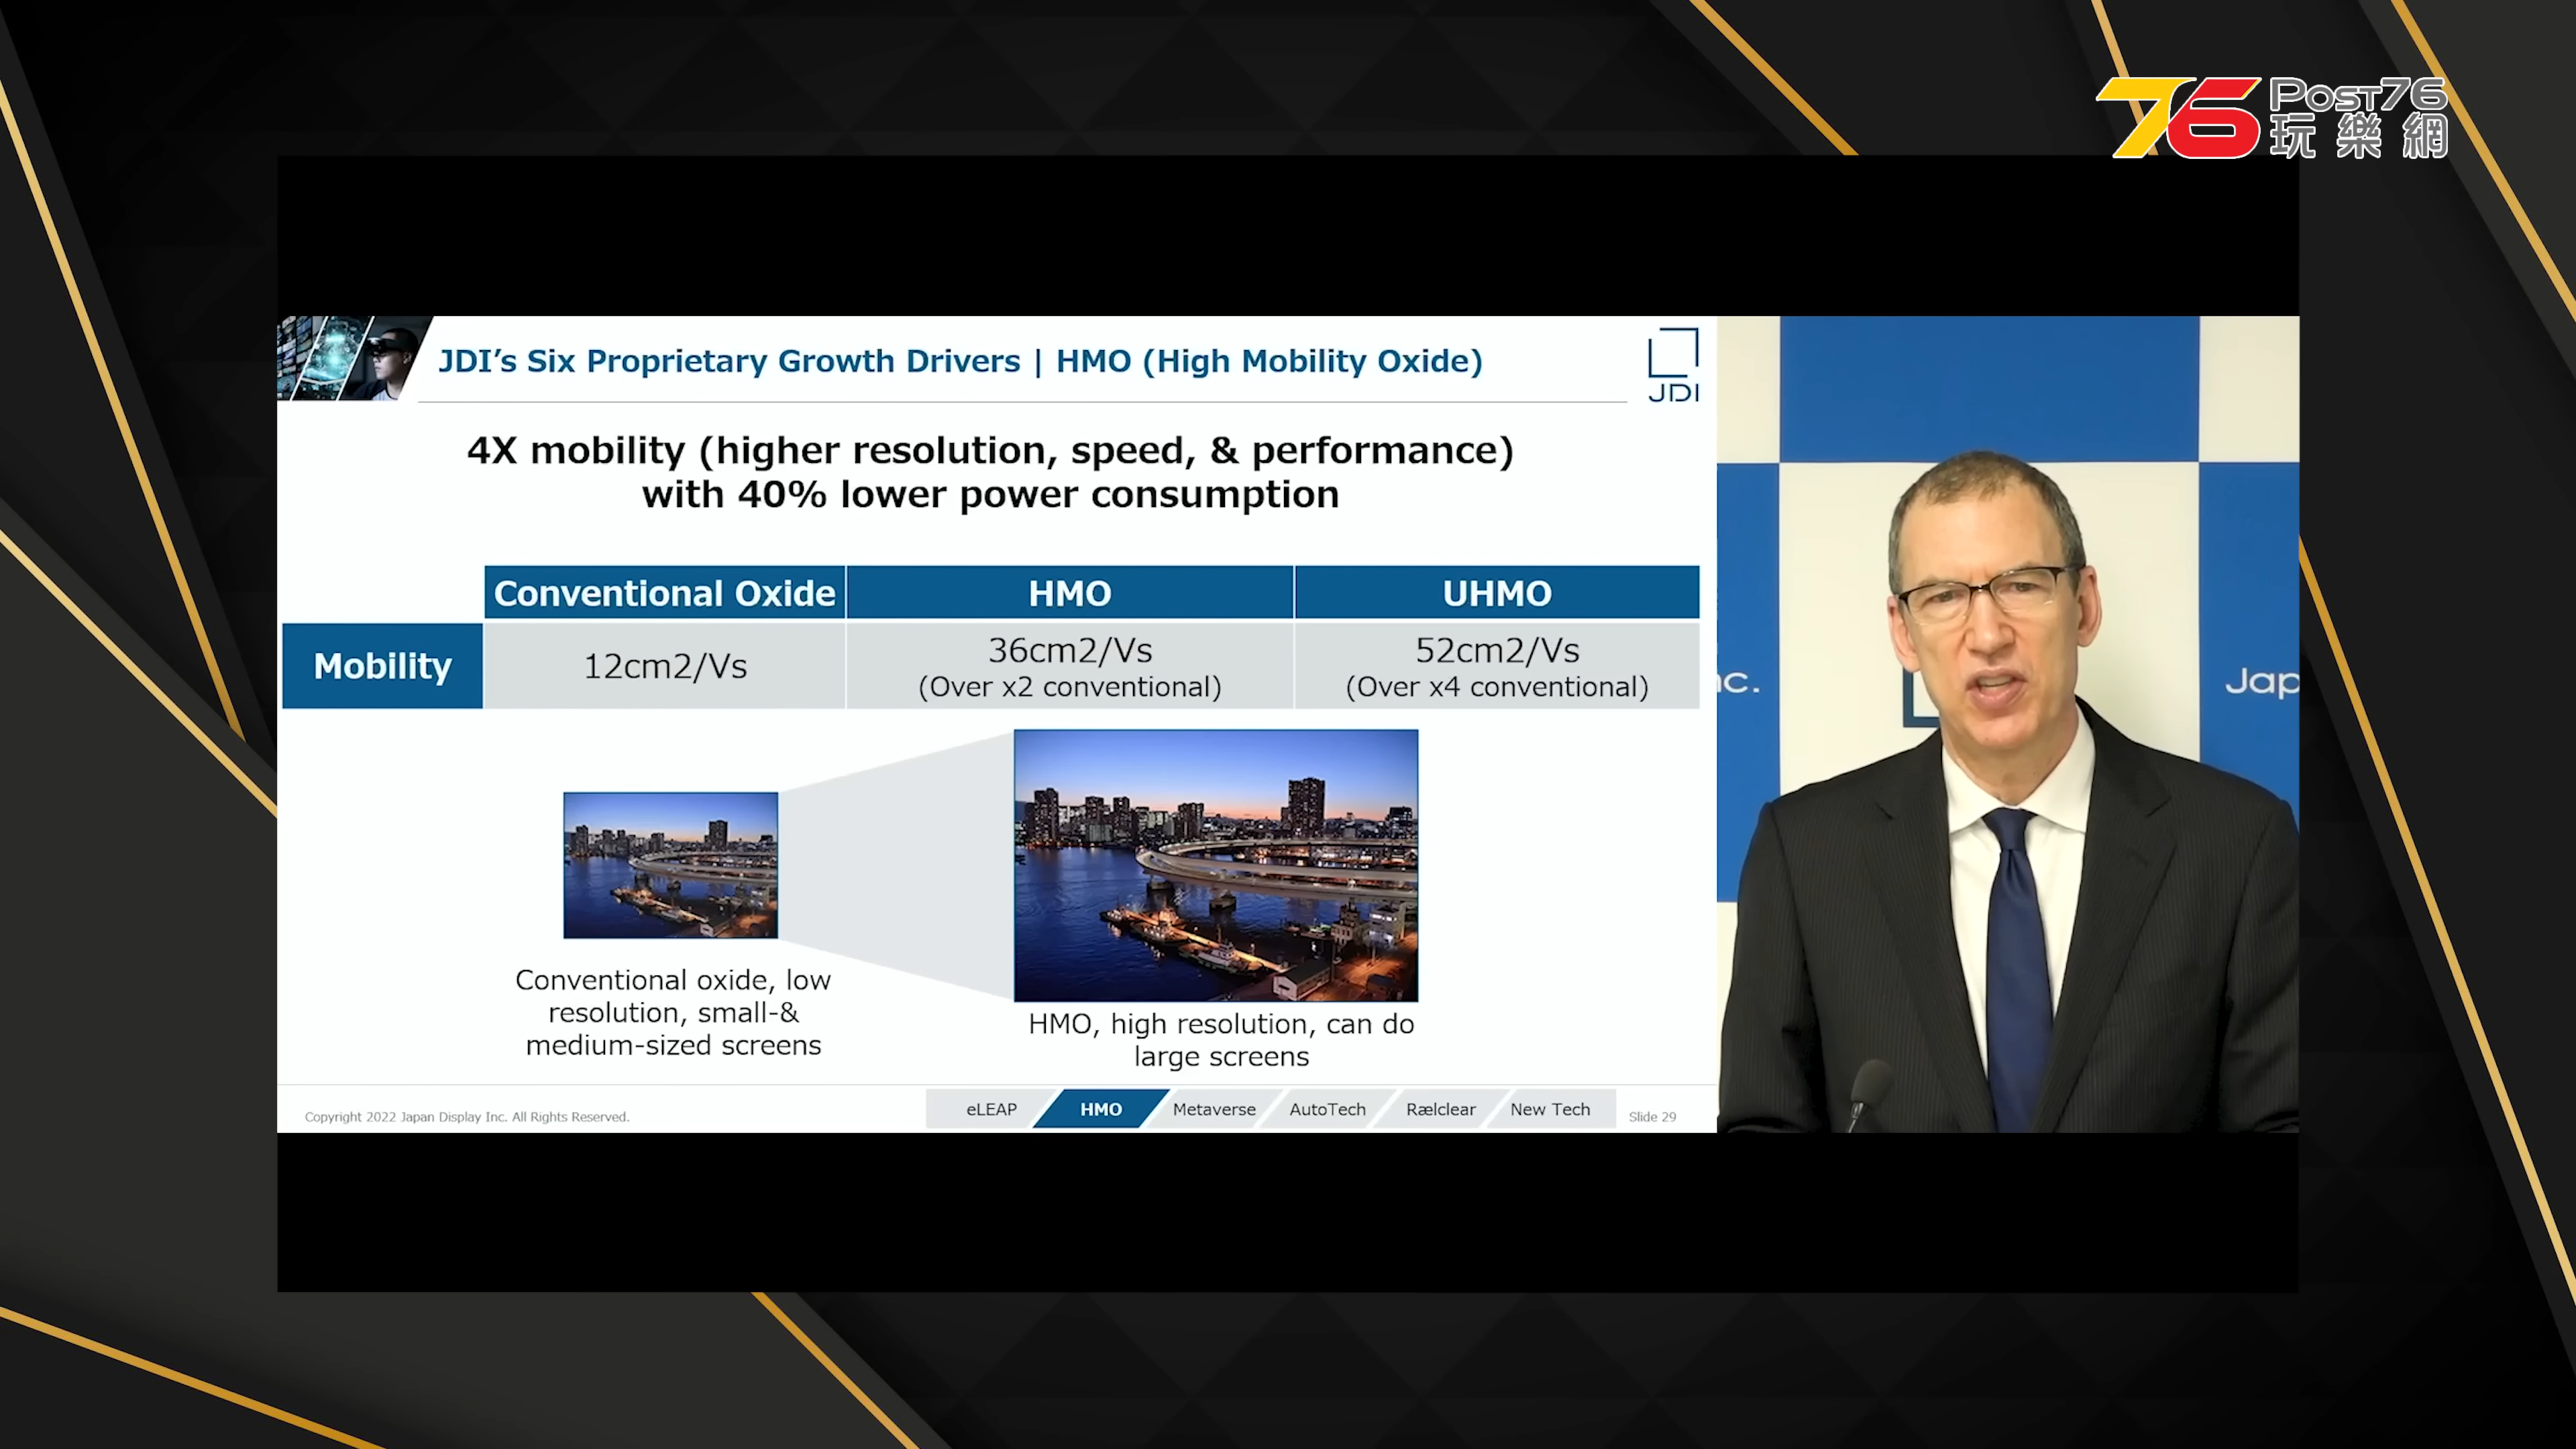 76 Post76
玩樂網
JDI's Six Proprietary Growth Drivers | HMO (High Mobility Oxide)
JDI
4X mobility (higher resolution, speed, & performance)
with 40% lower power consumption
Conventional Oxide HMO UHMO
Mobility 12cm2/Vs 36cm2/Vs (Over x2 conventional) 52cm2/Vs (Over x4 conventional)
nc.
Jap
Conventional oxide, low
resolution, small-&
medium-sized screens
HMO, high resolution, can do
large screens
Copyright 2022 Japan Display Inc. All Rights Reserved.
eLEAP HMO Metaverse AutoTech Rælclear New Tech
Slide 29